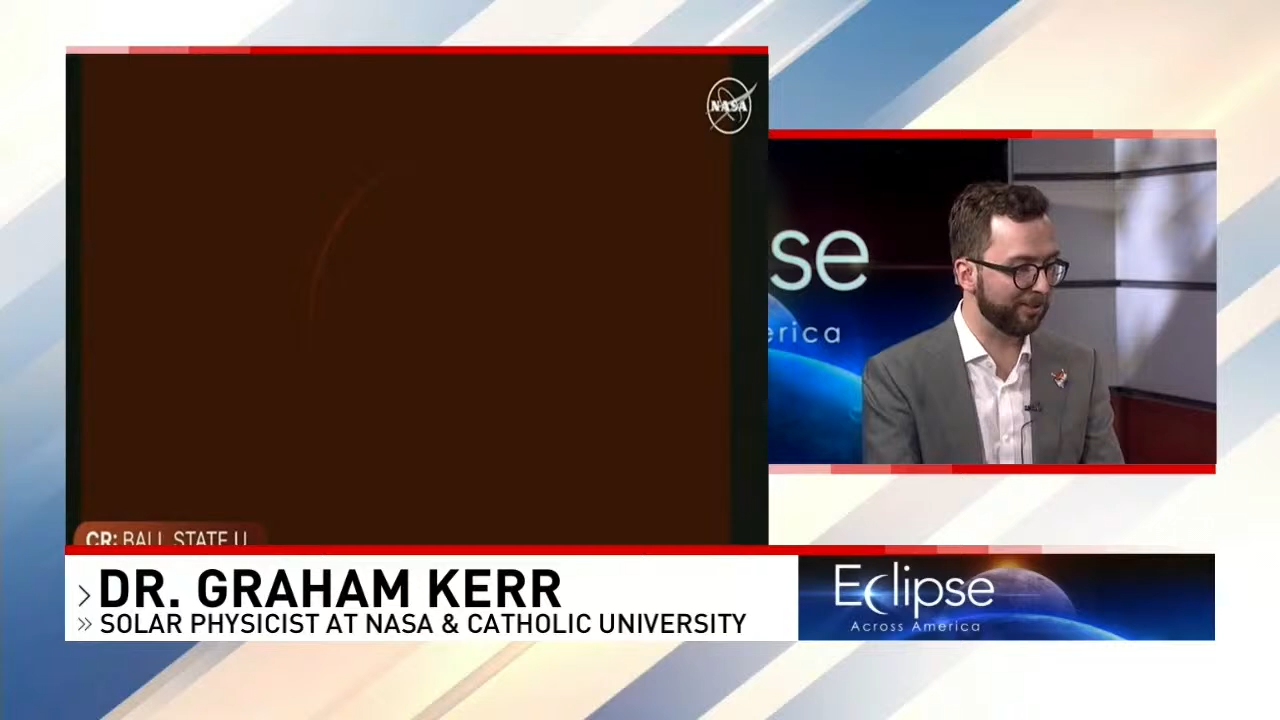 NASA
se
erica
CR: BALL STATE U
> DR. GRAHAM KERR
» SOLAR PHYSICIST AT NASA & CATHOLIC UNIVERSITY
Eclipse
Across America